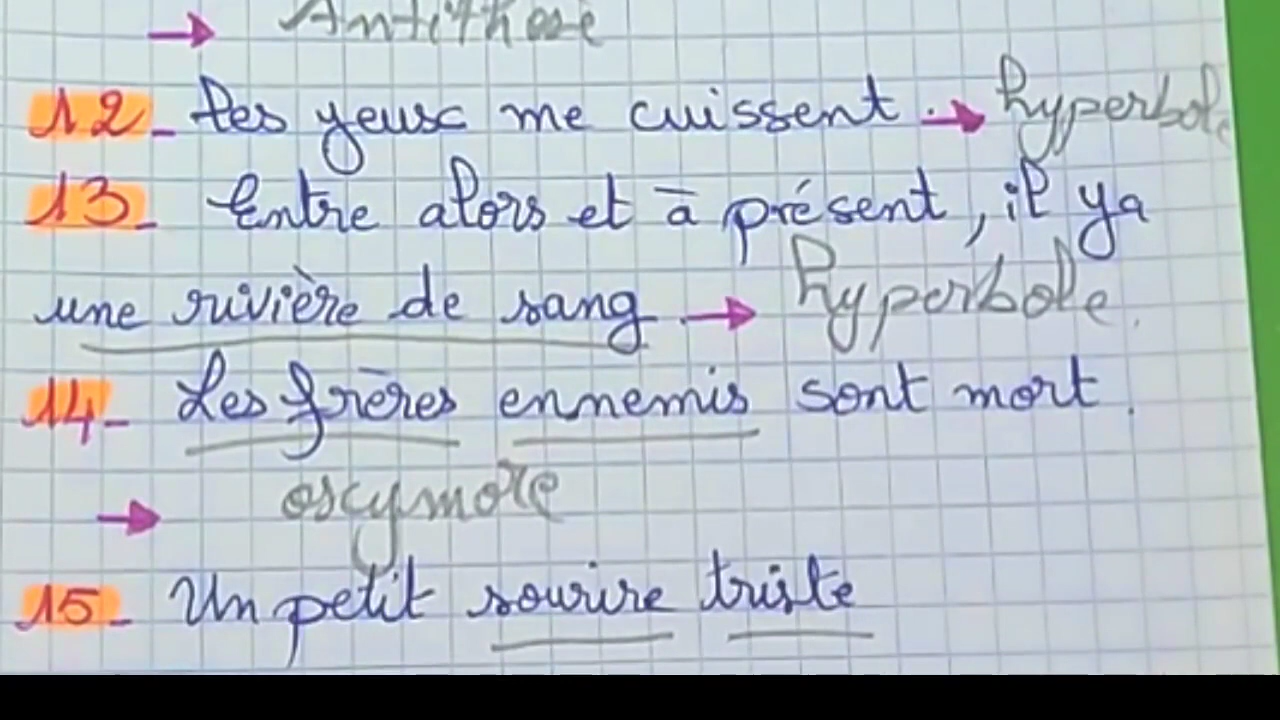 → Antithèse
12- Les yeux me cuissent. → hyperbole
13- Entre alors et à présent, il ya
une rivière de sang. → hyperbole.
14- Les frères ennemis sont mort.
→ oxymore
15- Un petit sourire triste